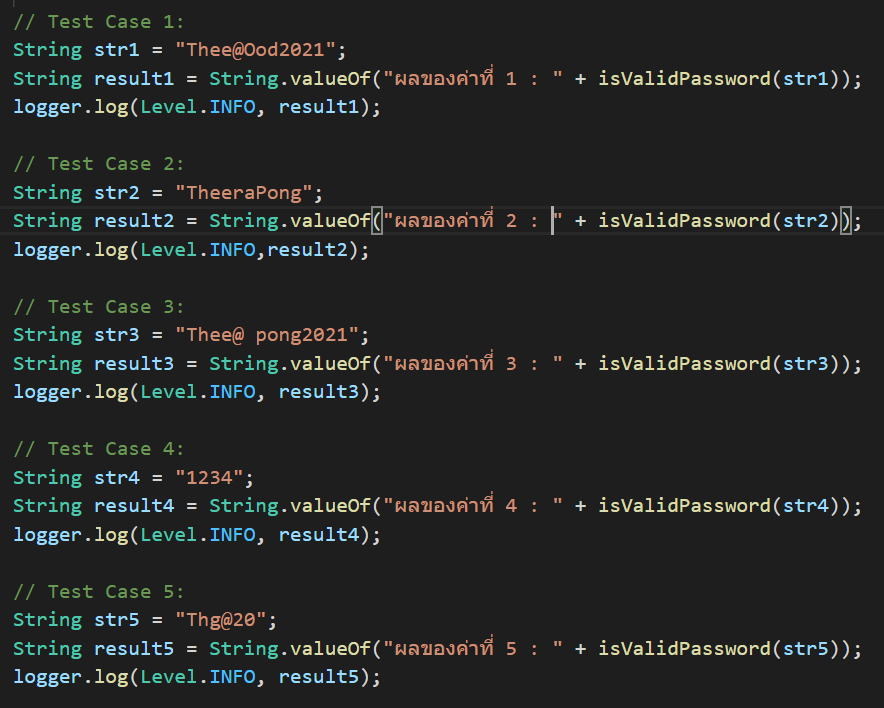 // Test Case 1:
String str1 = "Thee@Ood2021";
String result1 = String.valueOf("ผลของค่าที่ 1 : " + isValidPassword(str1));
logger.log(Level.INFO, result1);
// Test Case 2:
String str2 = "TheeraPong";
String result2 = String.valueOf("ผลของค่าที่ 2 : " + isValidPassword(str2));
logger.log(Level.INFO,result2);
// Test Case 3:
String str3 = "Thee@ pong2021";
String result3 = String.valueOf("ผลของค่าที่ 3 : " + isValidPassword(str3));
logger.log(Level.INFO, result3);
// Test Case 4:
String str4 = "1234";
String result4 = String.valueOf("ผลของค่าที่ 4 : " + isValidPassword(str4));
logger.log(Level.INFO, result4);
// Test Case 5:
String str5 = "Thg@20";
String result5 = String.valueOf("ผลของค่าที่ 5 : " + isValidPassword(str5));
logger.log(Level.INFO, result5);